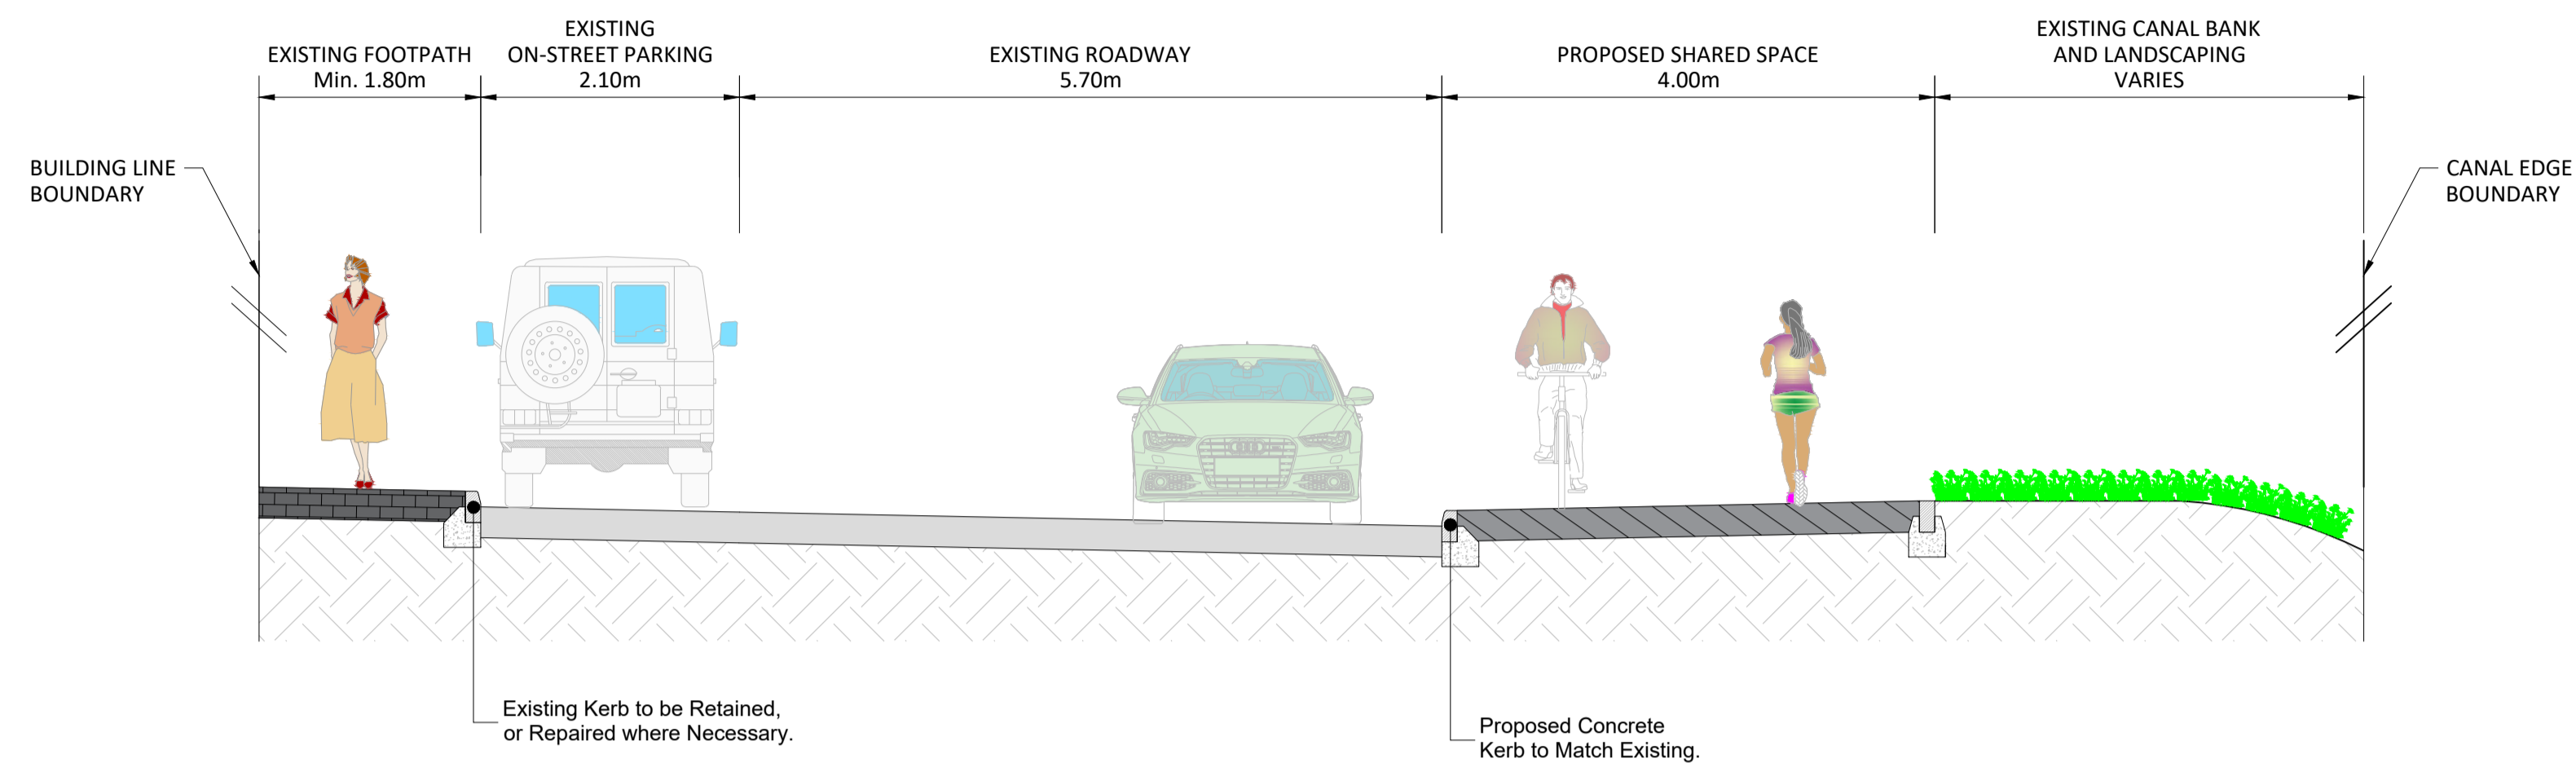 EXISTING FOOTPATH
Min. 1.80m
EXISTING
ON-STREET PARKING
2.10m
EXISTING ROADWAY
5.70m
PROPOSED SHARED SPACE
4.00m
EXISTING CANAL BANK
AND LANDSCAPING
VARIES
BUILDING LINE
BOUNDARY
CANAL EDGE
BOUNDARY
Existing Kerb to be Retained,
or Repaired where Necessary.
Proposed Concrete
Kerb to Match Existing.